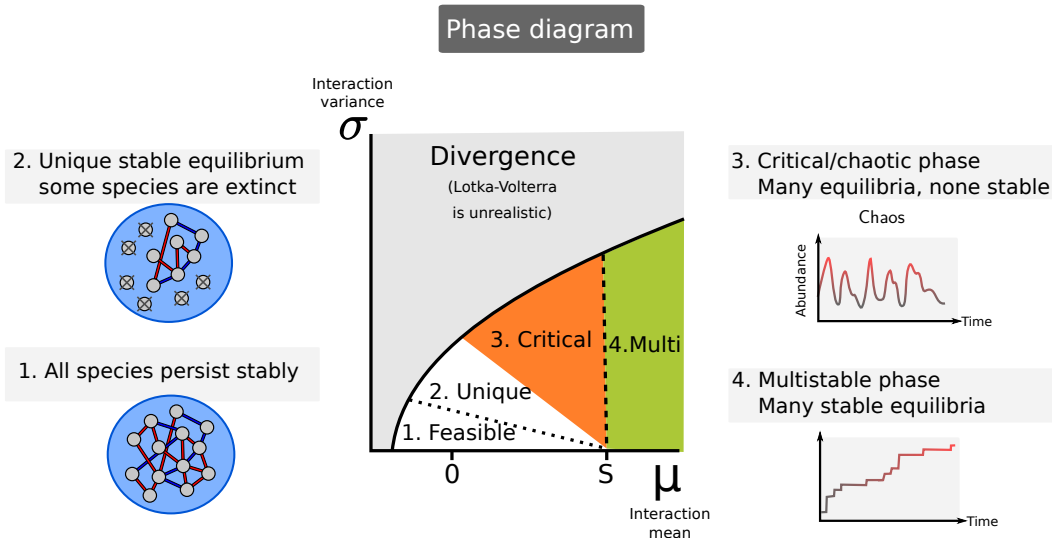 Phase diagram
Interaction
variance
σ
2. Unique stable equilibrium
some species are extinct
1. All species persist stably
Divergence
(Lotka-Volterra
is unrealistic)
3. Critical
4.Multi
2. Unique
1. Feasible
0
S
μ
Interaction
mean
3. Critical/chaotic phase
Many equilibria, none stable
Chaos
Abundance
Time
4. Multistable phase
Many stable equilibria
Time